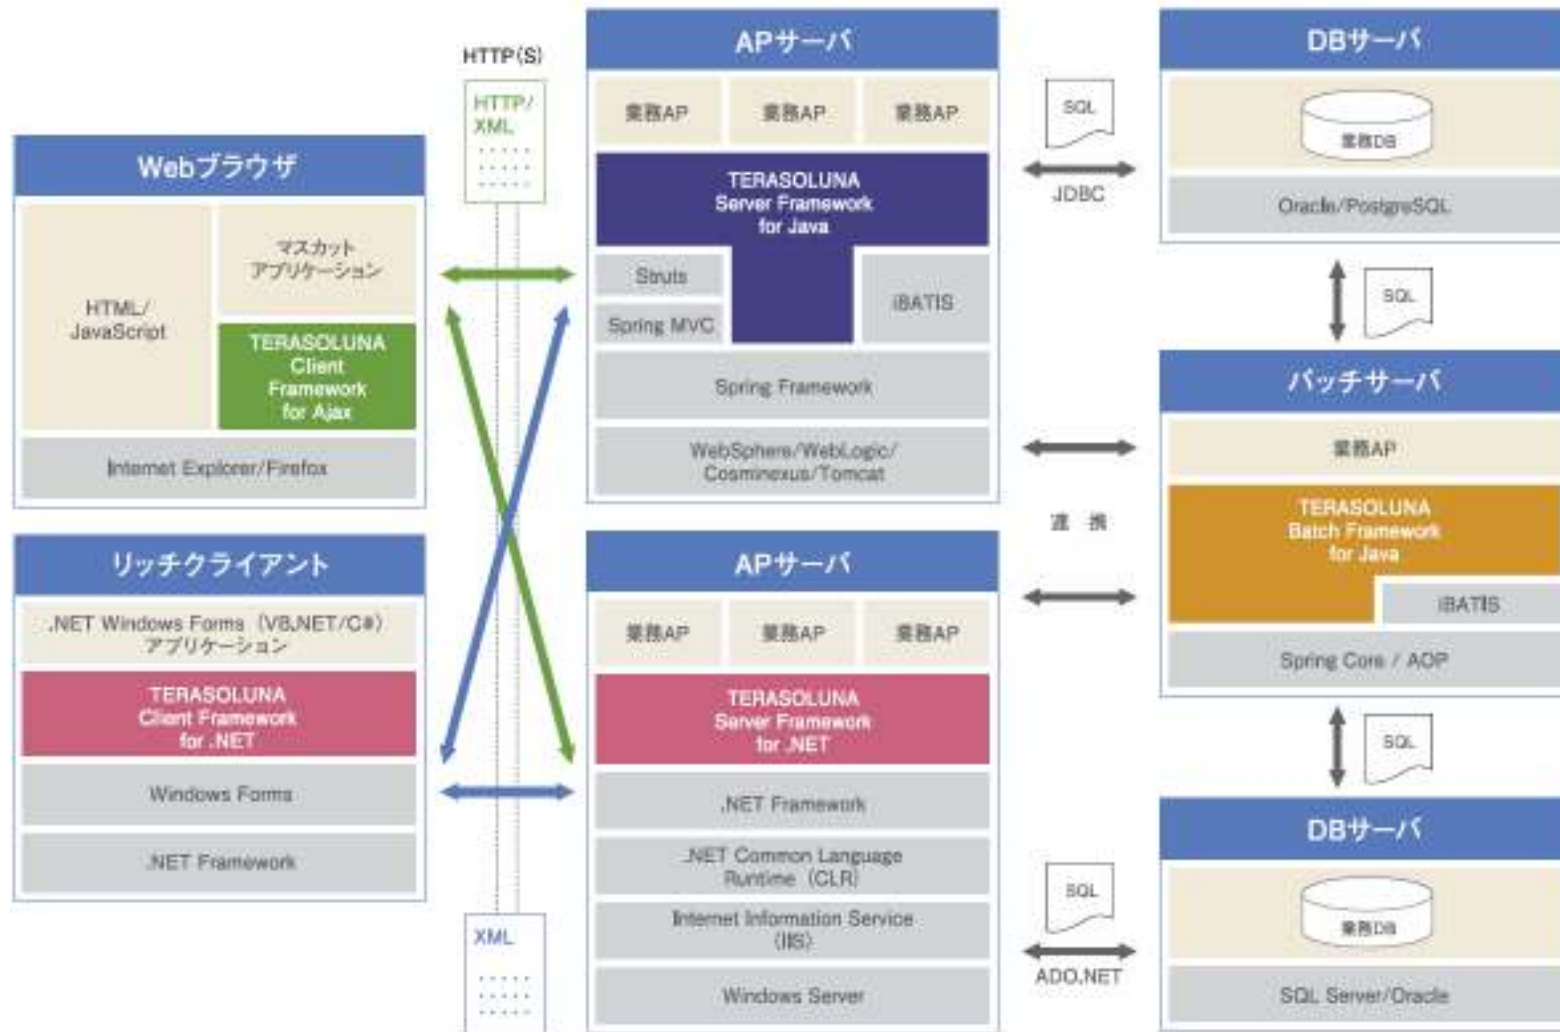 Webブラウザ
HTML/
JavaScript
マスカット
アプリケーション
TERASOLUNA
Client
Framework
for Ajax
Internet Explorer/Firefox
リッチクライアント
.NET Windows Forms (VB.NET/C#)
アプリケーション
TERASOLUNA
Client Framework
for .NET
Windows Forms
.NET Framework
HTTP(S)
HTTP/
XML
XML
APサーバ
業務AP
業務AP
業務AP
TERASOLUNA
Server Framework
for Java
Struts
Spring MVC
iBATIS
Spring Framework
WebSphere/WebLogic/
Cosminexus/Tomcat
APサーバ
業務AP
業務AP
業務AP
TERASOLUNA
Server Framework
for .NET
.NET Framework
.NET Common Language
Runtime (CLR)
Internet Information Service
(IIS)
Windows Server
SQL
JDBC
連 携
SQL
ADO.NET
DBサーバ
業務DB
Oracle/PostgreSQL
SQL
バッチサーバ
業務AP
TERASOLUNA
Batch Framework
for Java
iBATIS
Spring Core / AOP
SQL
DBサーバ
業務DB
SQL Server/Oracle